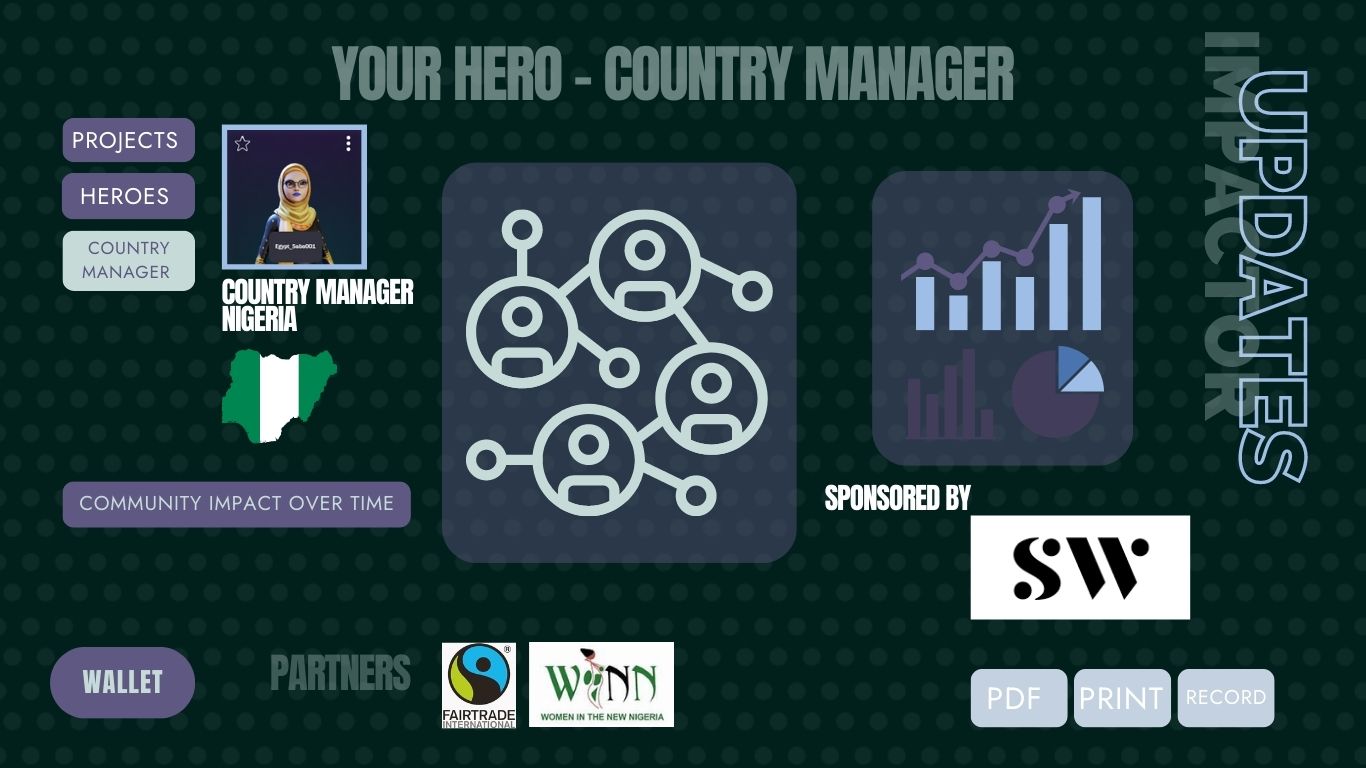 YOUR HERO - COUNTRY MANAGER
IMPACTOR
UPDATES
PROJECTS
HEROES
COUNTRY
MANAGER
Egypt_Saba001
COUNTRY MANAGER
NIGERIA
COMMUNITY IMPACT OVER TIME
SPONSORED BY
SW
WALLET
PARTNERS
®
FAIRTRADE
INTERNATIONAL
WINN
WOMEN IN THE NEW NIGERIA
PDF
PRINT
RECORD